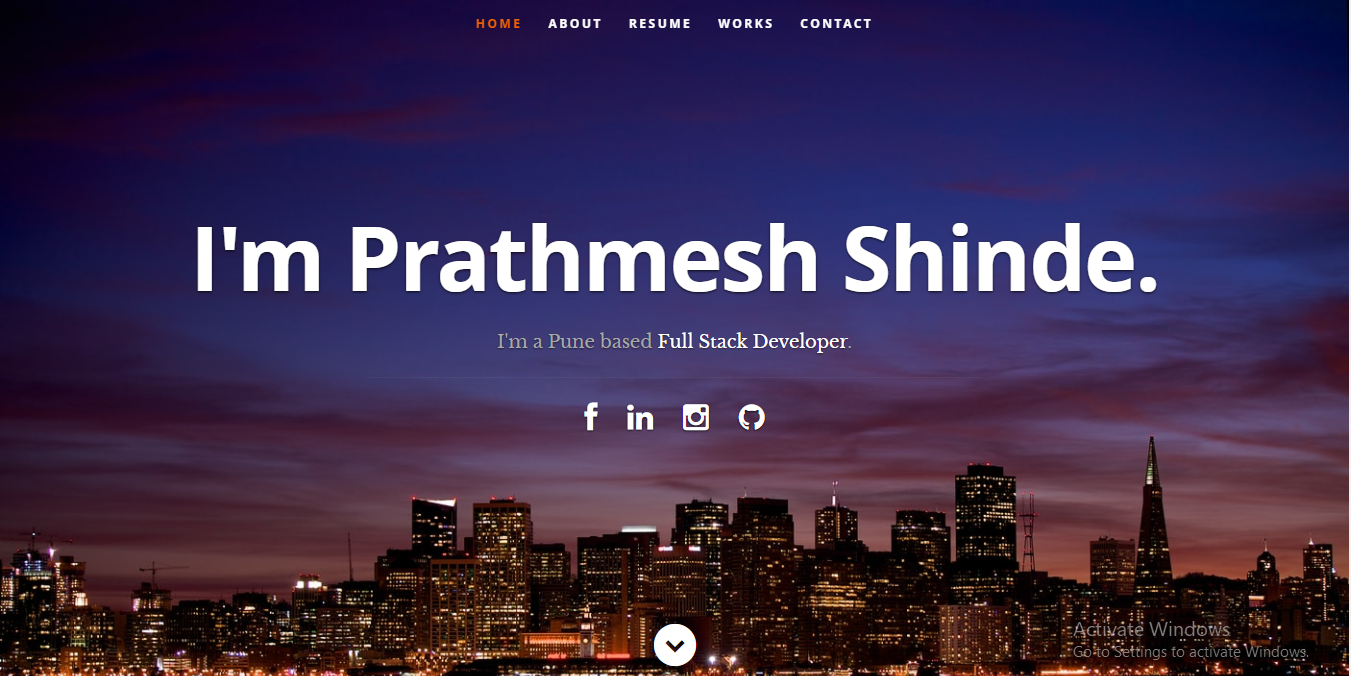 HOME ABOUT RESUME WORKS CONTACT
I'm Prathmesh Shinde.
I'm a Pune based Full Stack Developer.
Activate Windows
Go to Settings to activate Windows.